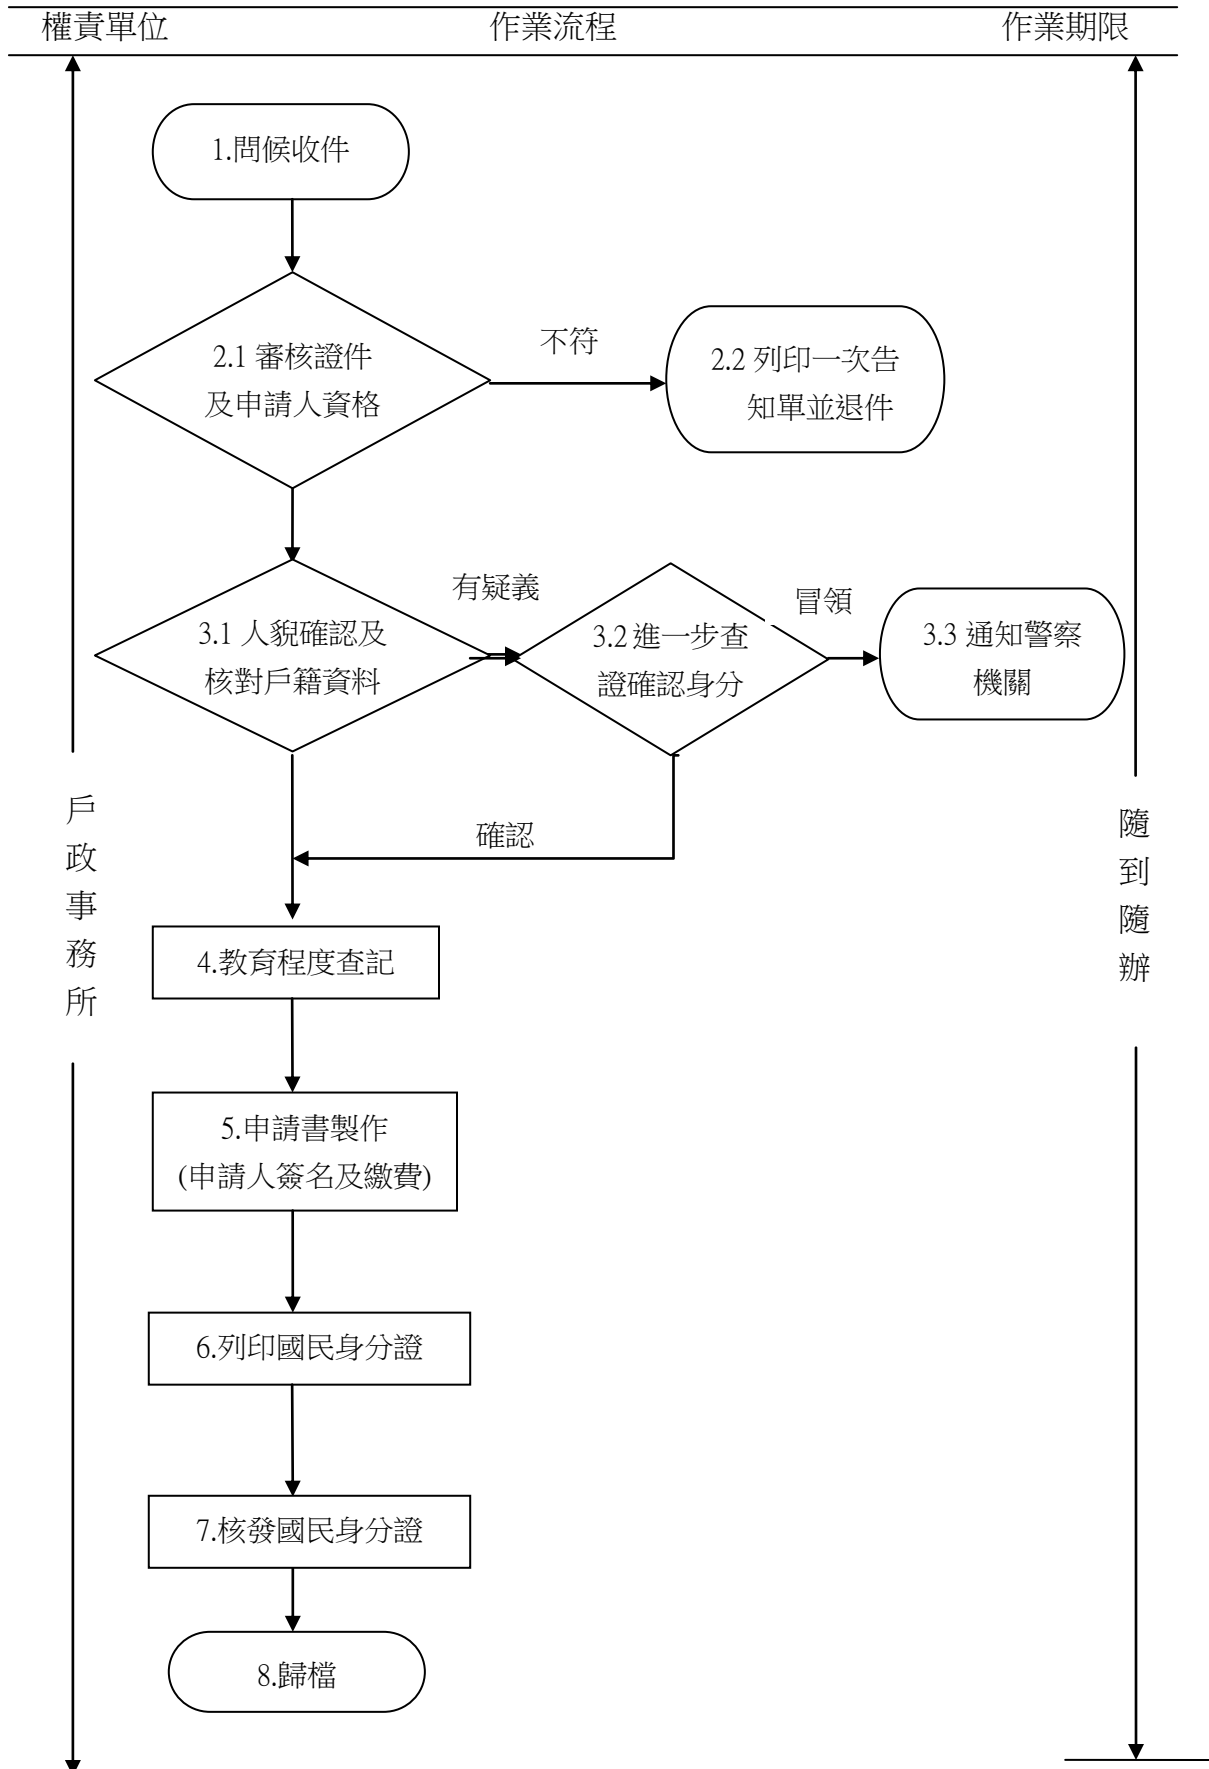 權責單位 作業流程 作業期限
1.問候收件
2.1 審核證件
及申請人資格
不符
2.2 列印一次告
知單並退件
3.1 人貌確認及
核對戶籍資料
有疑義
3.2 進一步查
證確認身分
冒領
3.3 通知警察
機關
確認
戶政事務所
隨到隨辦
4.教育程度查記
5.申請書製作
(申請人簽名及繳費)
6.列印國民身分證
7.核發國民身分證
8.歸檔